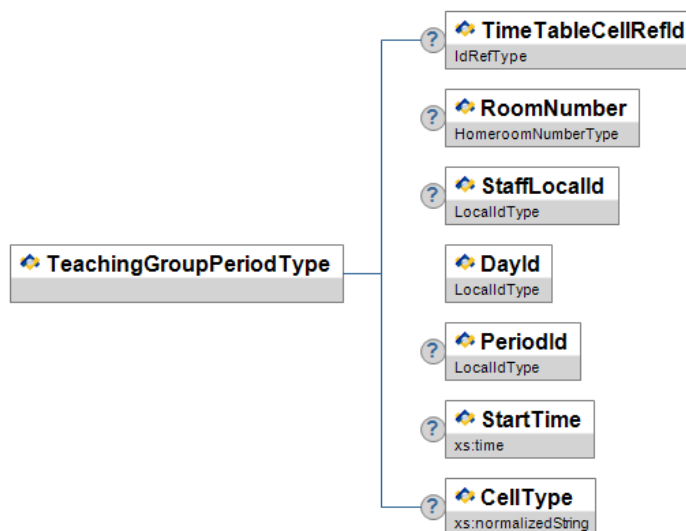 ? TimeTableCellRefId
IdRefType
? RoomNumber
HomeroomNumberType
? StaffLocalId
LocalIdType
TeachingGroupPeriodType
DayId
LocalIdType
? PeriodId
LocalIdType
? StartTime
xs:time
? CellType
xs:normalizedString